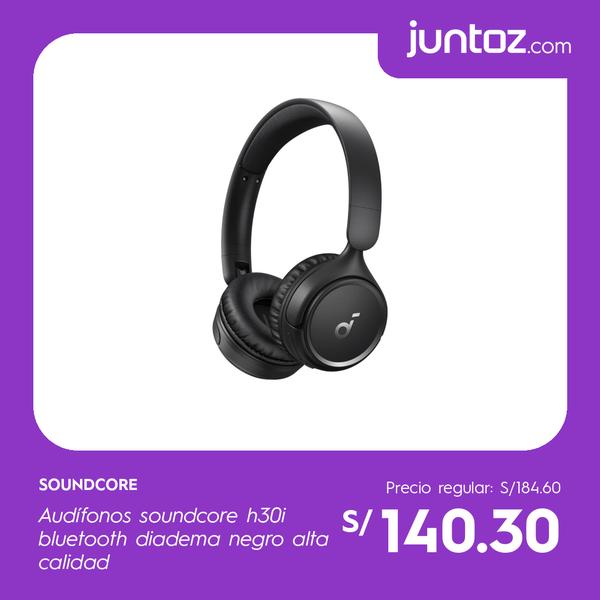 juntoz.com
SOUNDCORE
Audífonos soundcore h30i
bluetooth diadema negro alta
calidad
Precio regular: S/184.60
S/140.30